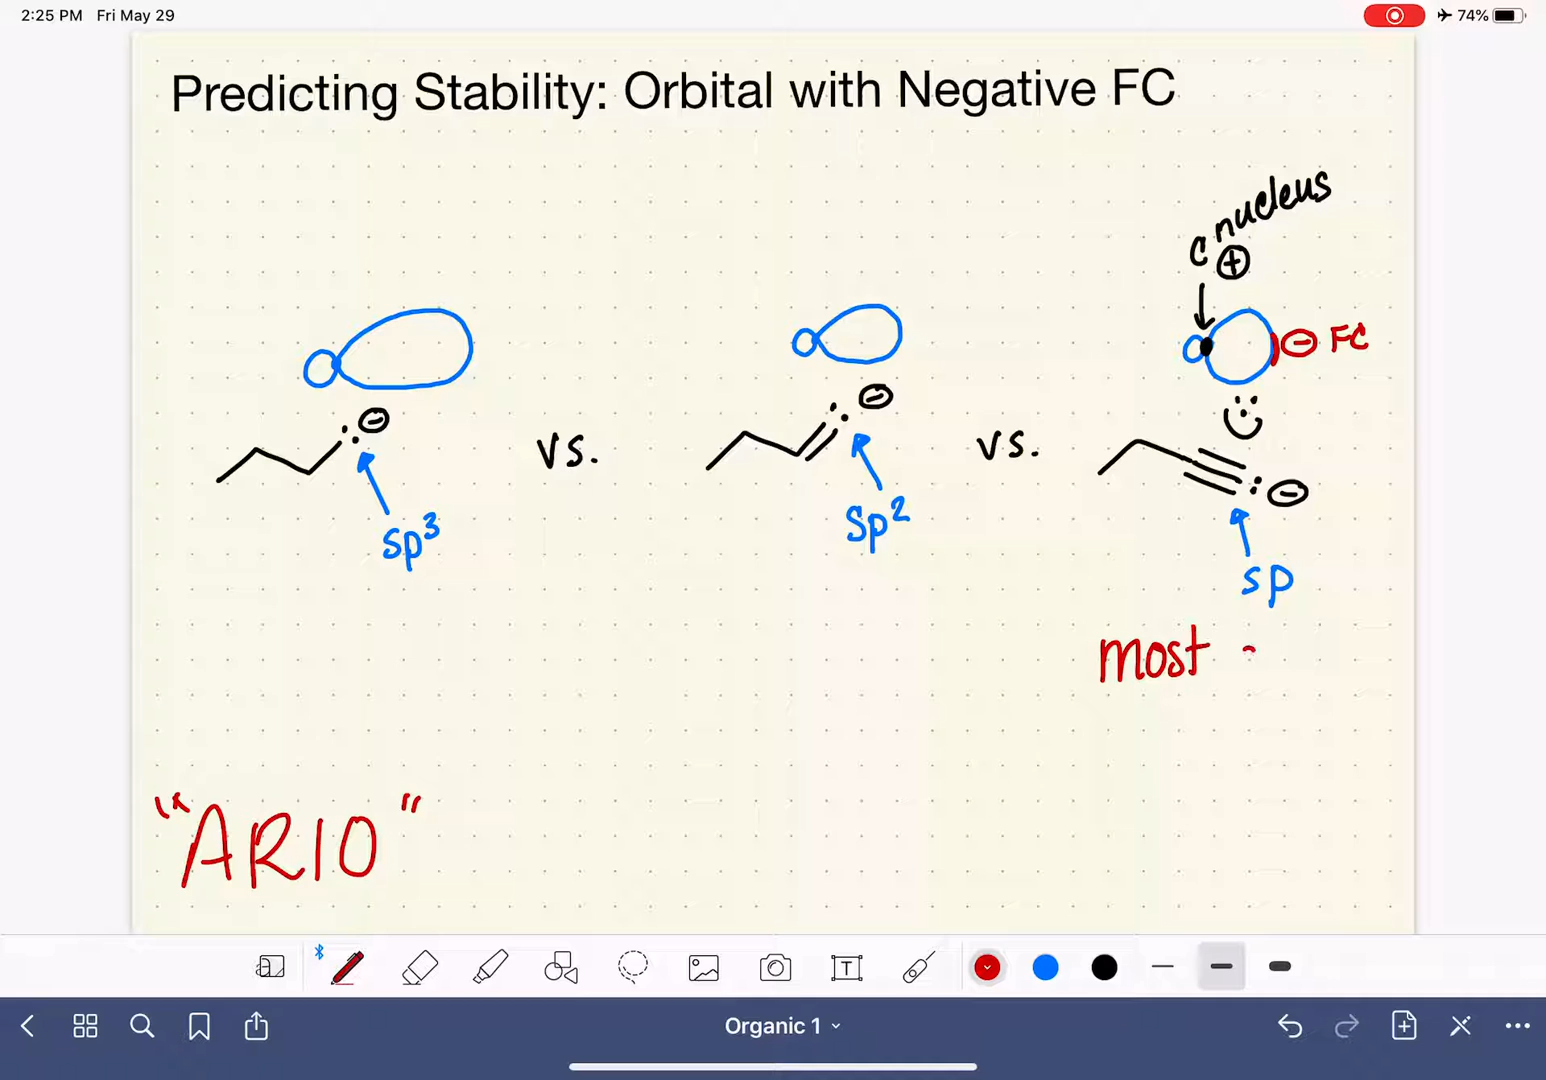 2:25 PM Fri May 29
74%
Predicting Stability: Orbital with Negative FC
C nucleus
+
− FC
−
−
−
vs.
vs.
sp³
sp²
sp
most
"ARIO"
T
Organic 1